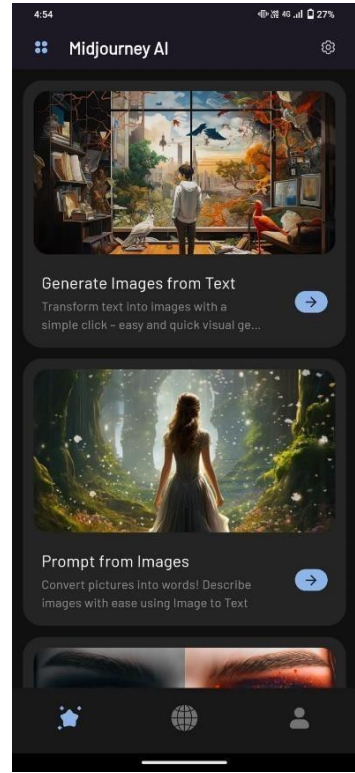 4:54
4G 27%
Midjourney AI
Generate Images from Text
Transform text into images with a
simple click - easy and quick visual ge...
Prompt from Images
Convert pictures into words! Describe
images with ease using Image to Text